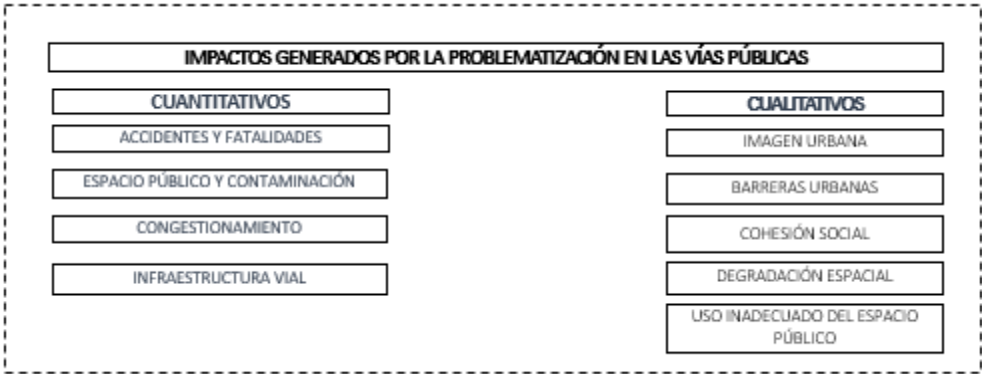 IMPACTOS GENERADOS POR LA PROBLEMATIZACIÓN EN LAS VÍAS PÚBLICAS
CUANTITATIVOS
ACCIDENTES Y FATALIDADES
ESPACIO PÚBLICO Y CONTAMINACIÓN
CONGESTIONAMIENTO
INFRAESTRUCTURA VIAL
CUALITATIVOS
IMAGEN URBANA
BARRERAS URBANAS
COHESIÓN SOCIAL
DEGRADACIÓN ESPACIAL
USO INADECUADO DEL ESPACIO
PÚBLICO